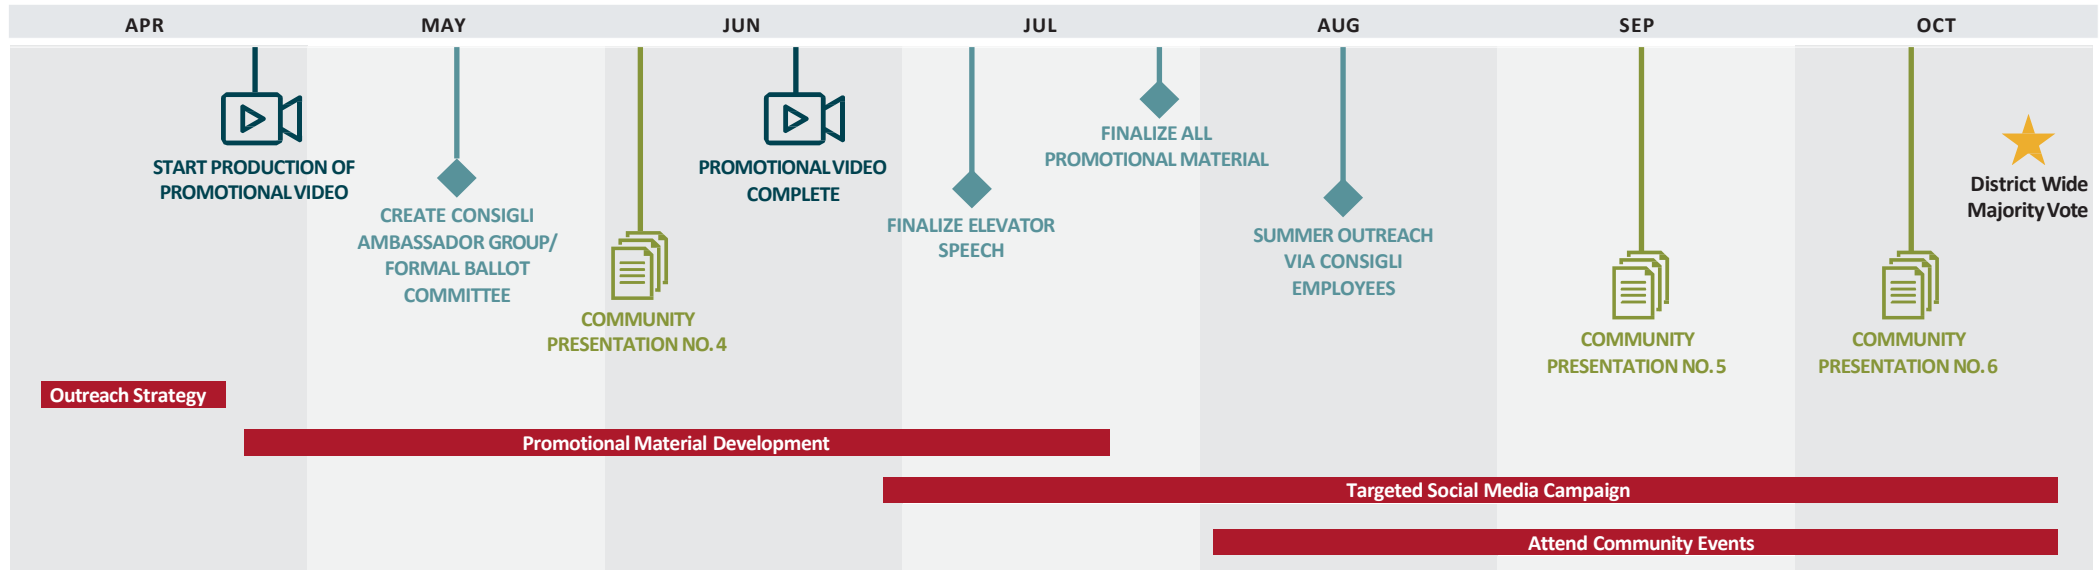 APR
MAY
JUN
JUL
AUG
SEP
OCT
START PRODUCTION OF
PROMOTIONAL VIDEO
CREATE CONSIGLI
AMBASSADOR GROUP/
FORMAL BALLOT
COMMITTEE
COMMUNITY
PRESENTATION NO. 4
PROMOTIONAL VIDEO
COMPLETE
FINALIZE ELEVATOR
SPEECH
FINALIZE ALL
PROMOTIONAL MATERIAL
SUMMER OUTREACH
VIA CONSIGLI
EMPLOYEES
COMMUNITY
PRESENTATION NO. 5
COMMUNITY
PRESENTATION NO. 6
District Wide
Majority Vote
Outreach Strategy
Promotional Material Development
Targeted Social Media Campaign
Attend Community Events